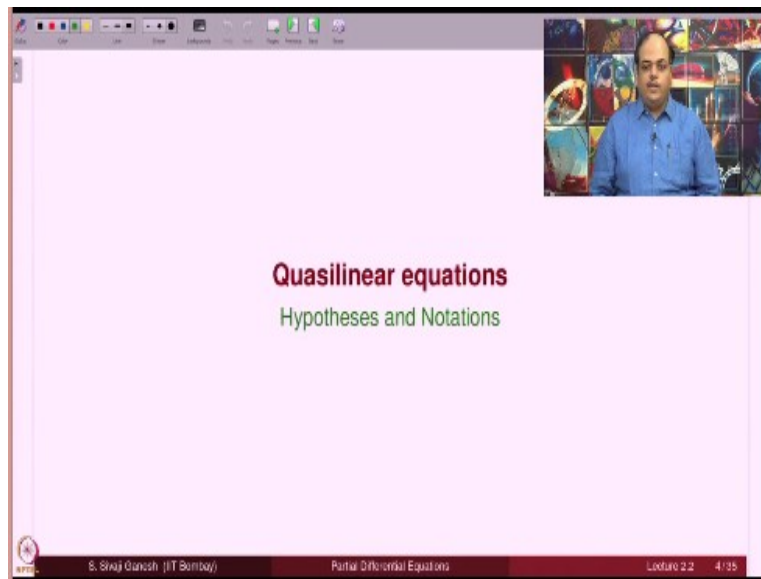 Quasilinear equations
Hypotheses and Notations
S. Sivaji Ganesh (IIT Bombay) Partial Differential Equations Lecture 2.2 4/35